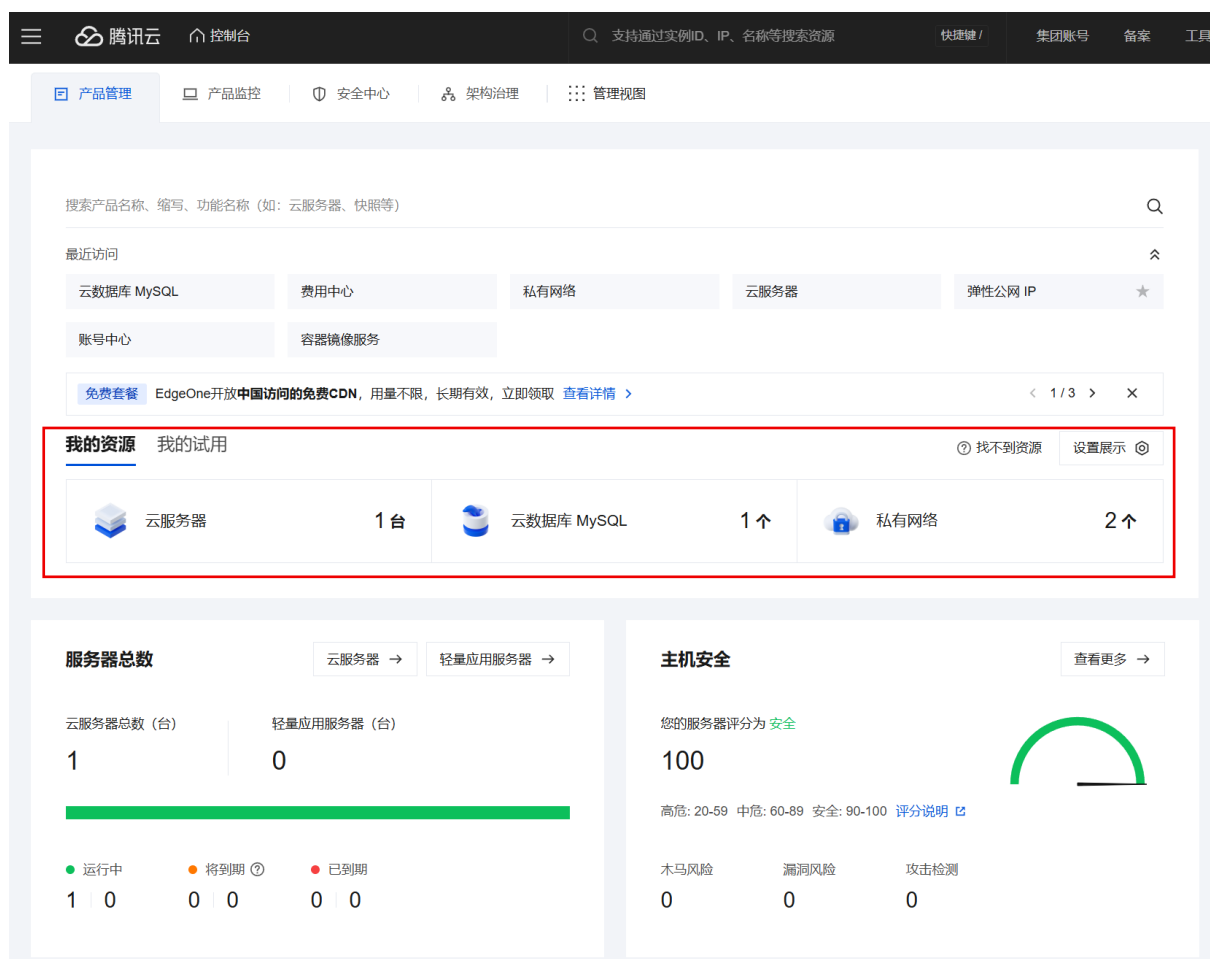 腾讯云 控制台 支持通过实例ID、IP、名称等搜索资源 快捷键 / 集团账号 备案 工具
产品管理 产品监控 安全中心 架构治理 管理视图
搜索产品名称、缩写、功能名称（如：云服务器、快照等）
最近访问
云数据库 MySQL 费用中心 私有网络 云服务器 弹性公网 IP
账号中心 容器镜像服务
免费套餐 EdgeOne开放中国访问的免费CDN，用量不限，长期有效，立即领取 查看详情 1 / 3
我的资源 我的试用 找不到资源 设置展示
云服务器 1 台 云数据库 MySQL 1 个 私有网络 2 个
服务器总数 云服务器 → 轻量应用服务器 → 主机安全 查看更多 →
云服务器总数（台） 轻量应用服务器（台） 您的服务器评分为 安全
1 0 100
高危: 20-59 中危: 60-89 安全: 90-100 评分说明
运行中 将到期 已到期 木马风险 漏洞风险 攻击检测
1 0 0 0 0 0 0 0 0